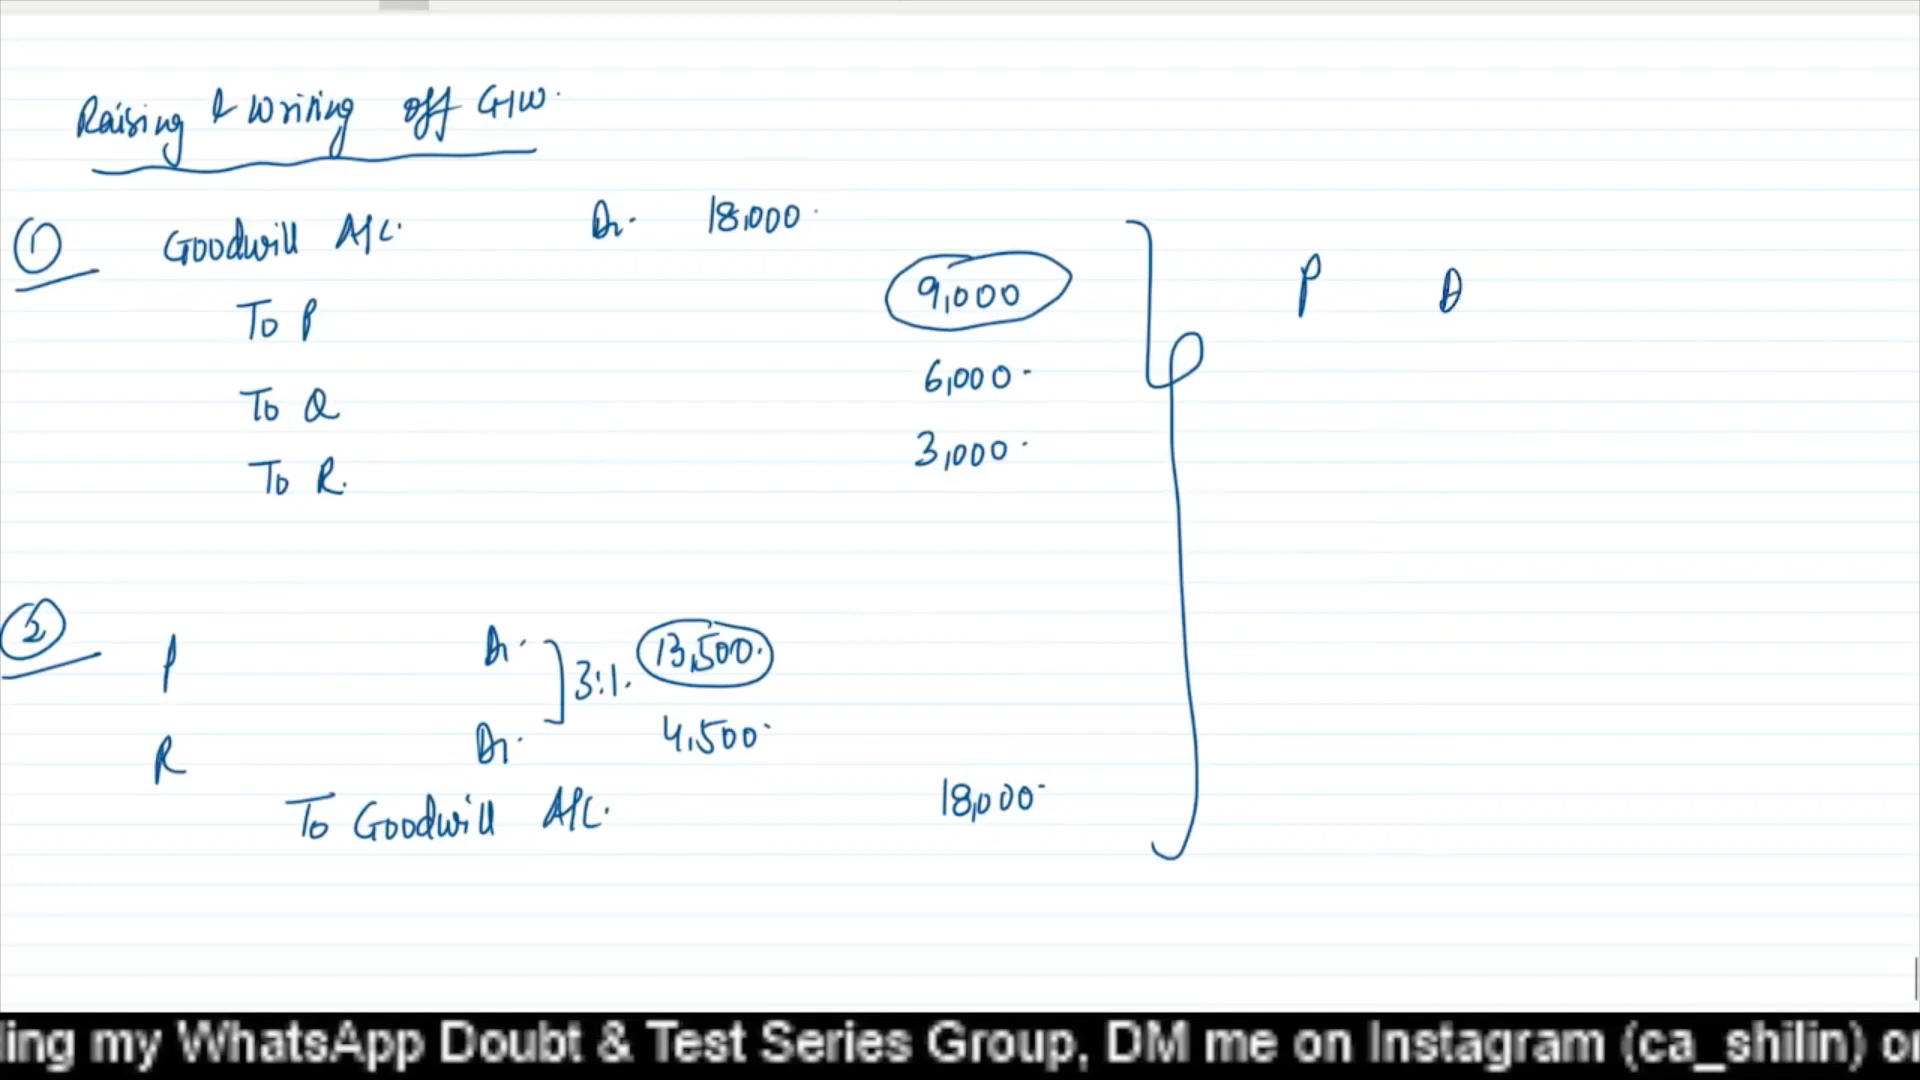 Raising & Writing off G/W.
① Goodwill A/c. Dr. 18,000.
To P 9,000
To Q 6,000.
To R. 3,000.
P D
② P Dr. 13,500.
3:1.
R Dr. 4,500.
To Goodwill A/c. 18,000.
ling my WhatsApp Doubt & Test Series Group, DM me on Instagram (ca_shilin) or